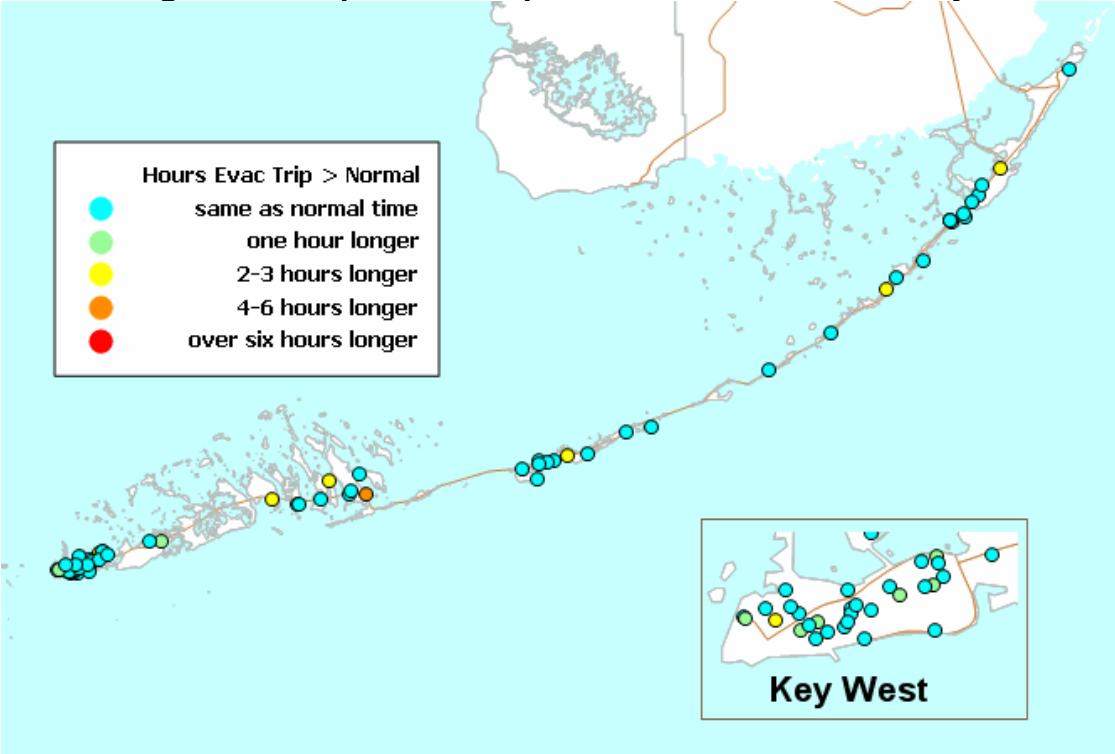 Hours Evac Trip > Normal
same as normal time
one hour longer
2-3 hours longer
4-6 hours longer
over six hours longer
Key West